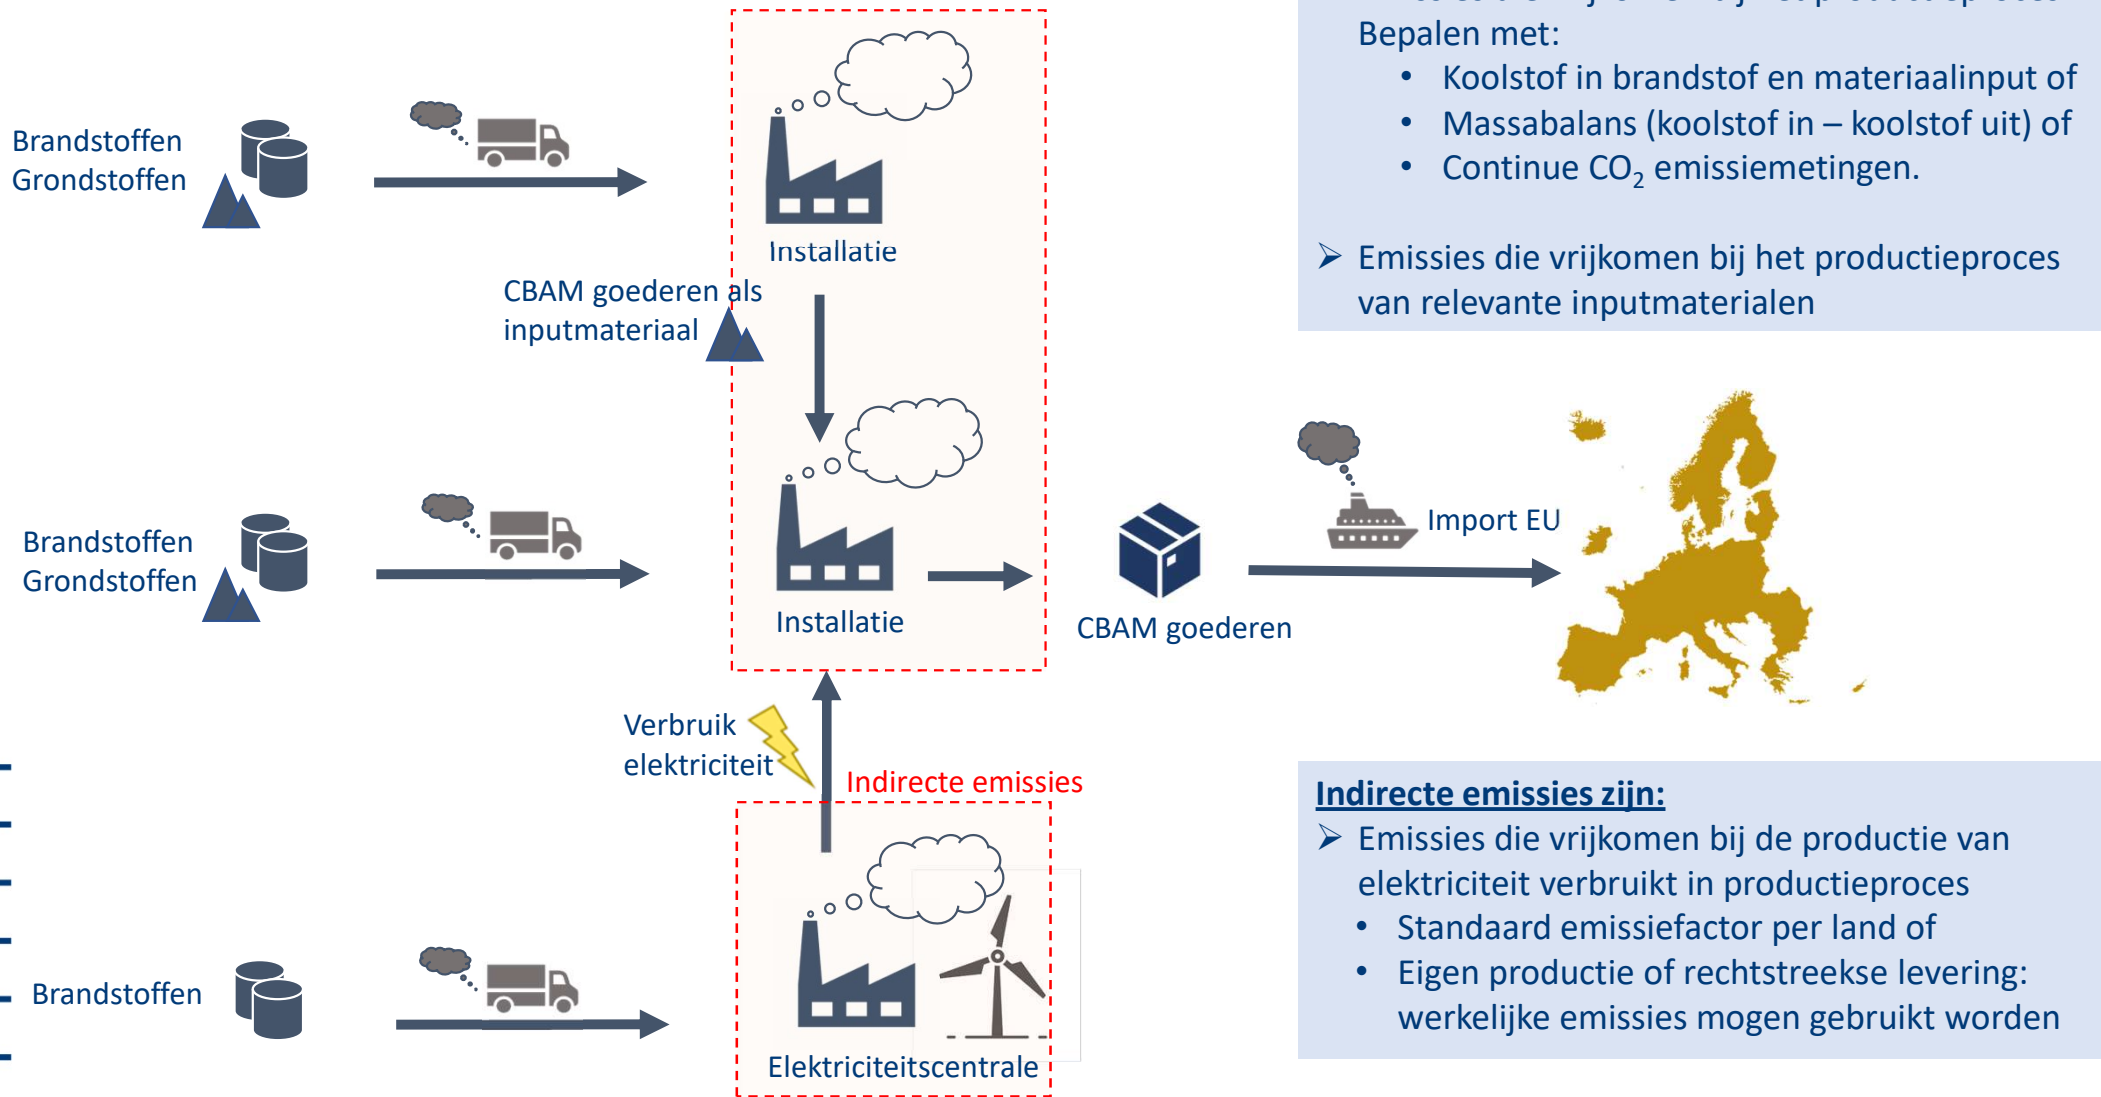 Bepalen met:
• Koolstof in brandstof en materiaalinput of
• Massabalans (koolstof in – koolstof uit) of
• Continue CO₂ emissiemetingen.
➢ Emissies die vrijkomen bij het productieproces
van relevante inputmaterialen
Brandstoffen
Grondstoffen
Installatie
CBAM goederen als
inputmateriaal
Brandstoffen
Grondstoffen
Installatie
CBAM goederen
Import EU
Verbruik
elektriciteit
Indirecte emissies
Brandstoffen
Elektriciteitscentrale
Indirecte emissies zijn:
➢ Emissies die vrijkomen bij de productie van
elektriciteit verbruikt in productieproces
• Standaard emissiefactor per land of
• Eigen productie of rechtstreekse levering:
werkelijke emissies mogen gebruikt worden